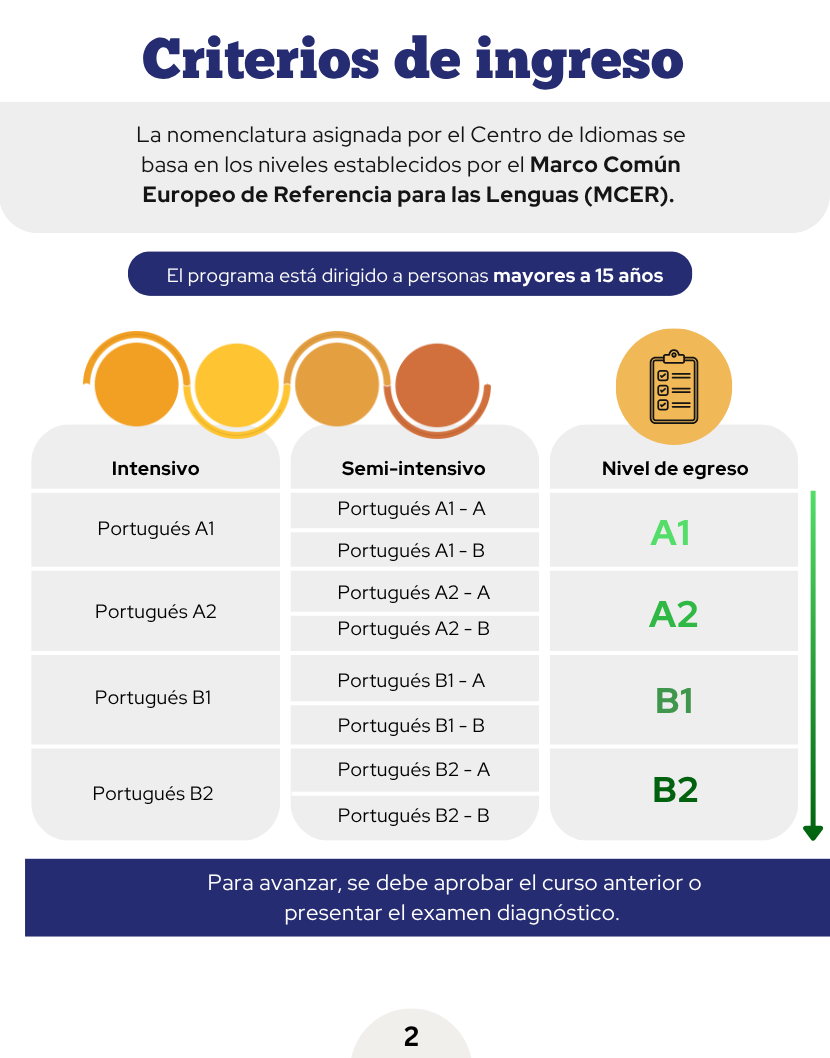 Criterios de ingreso
La nomenclatura asignada por el Centro de Idiomas se
basa en los niveles establecidos por el Marco Común
Europeo de Referencia para las Lenguas (MCER).
El programa está dirigido a personas mayores a 15 años
Intensivo
Semi-intensivo
Nivel de egreso
Portugués A1
Portugués A1 - A
Portugués A1 - B
A1
Portugués A2
Portugués A2 - A
Portugués A2 - B
A2
Portugués B1
Portugués B1 - A
Portugués B1 - B
B1
Portugués B2
Portugués B2 - A
Portugués B2 - B
B2
Para avanzar, se debe aprobar el curso anterior o
presentar el examen diagnóstico.
2